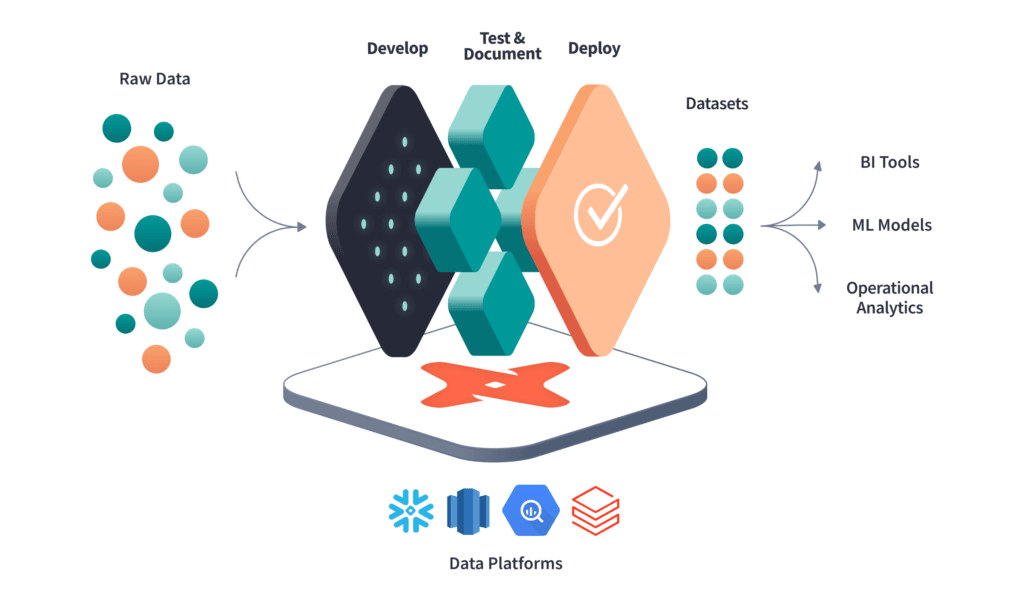 Raw Data
Develop
Test &
Document
Deploy
Datasets
BI Tools
ML Models
Operational
Analytics
Data Platforms